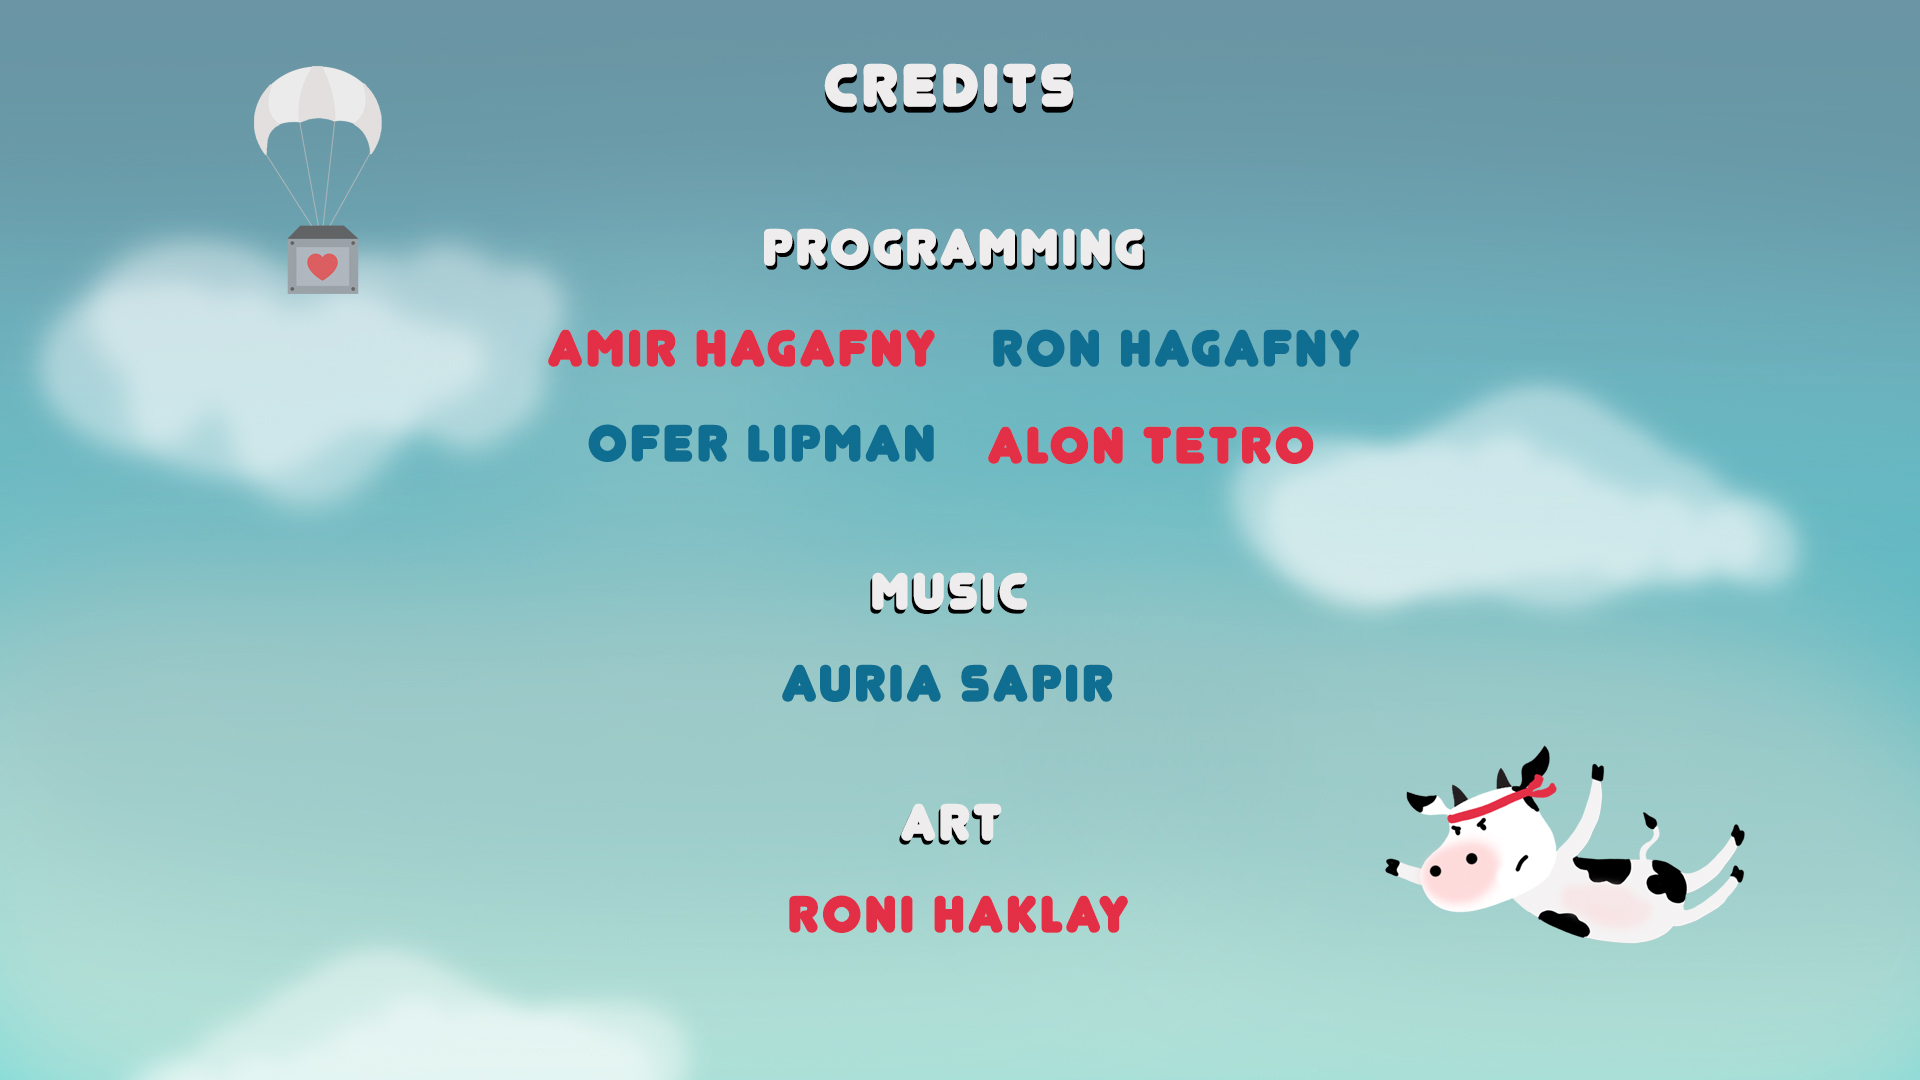 CREDITS
PROGRAMMING
AMIR HAGAFNY RON HAGAFNY
OFER LIPMAN ALON TETRO
MUSIC
AURIA SAPIR
ART
RONI HAKLAY